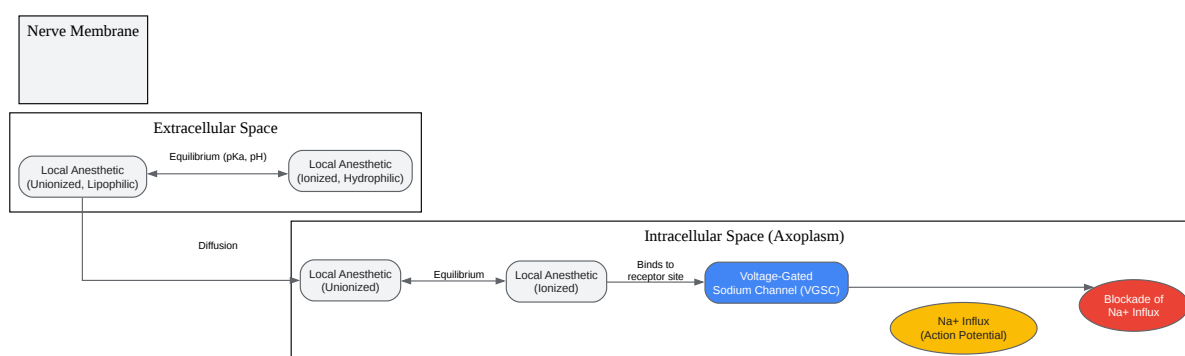 Nerve Membrane
Extracellular Space
Local Anesthetic
(Unionized, Lipophilic)
Equilibrium (pKa, pH)
Local Anesthetic
(Ionized, Hydrophilic)
Diffusion
Intracellular Space (Axoplasm)
Local Anesthetic
(Unionized)
Equilibrium
Local Anesthetic
(Ionized)
Binds to
receptor site
Voltage-Gated
Sodium Channel (VGSC)
Na+ Influx
(Action Potential)
Blockade of
Na+ Influx